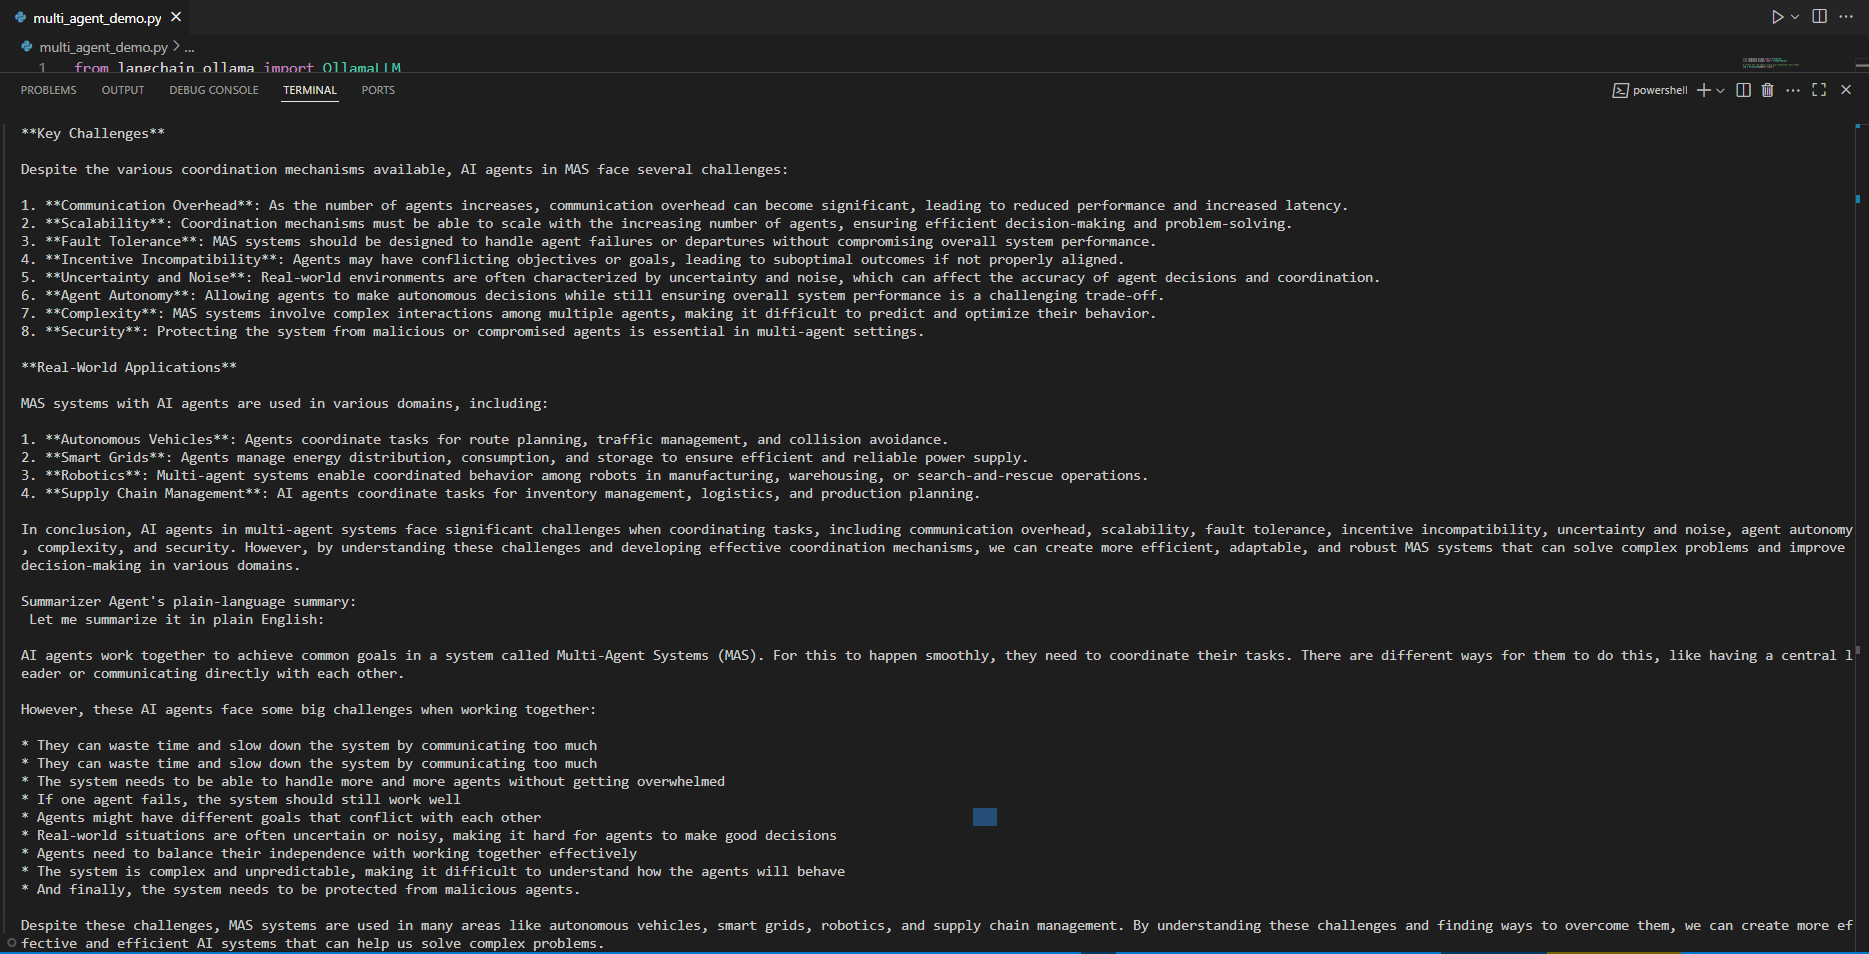 multi_agent_demo.py
multi_agent_demo.py > ...
1 from langchain_ollama import OllamaLLM
PROBLEMS OUTPUT DEBUG CONSOLE TERMINAL PORTS powershell
**Key Challenges**
Despite the various coordination mechanisms available, AI agents in MAS face several challenges:
1. **Communication Overhead**: As the number of agents increases, communication overhead can become significant, leading to reduced performance and increased latency.
2. **Scalability**: Coordination mechanisms must be able to scale with the increasing number of agents, ensuring efficient decision-making and problem-solving.
3. **Fault Tolerance**: MAS systems should be designed to handle agent failures or departures without compromising overall system performance.
4. **Incentive Incompatibility**: Agents may have conflicting objectives or goals, leading to suboptimal outcomes if not properly aligned.
5. **Uncertainty and Noise**: Real-world environments are often characterized by uncertainty and noise, which can affect the accuracy of agent decisions and coordination.
6. **Agent Autonomy**: Allowing agents to make autonomous decisions while still ensuring overall system performance is a challenging trade-off.
7. **Complexity**: MAS systems involve complex interactions among multiple agents, making it difficult to predict and optimize their behavior.
8. **Security**: Protecting the system from malicious or compromised agents is essential in multi-agent settings.
**Real-World Applications**
MAS systems with AI agents are used in various domains, including:
1. **Autonomous Vehicles**: Agents coordinate tasks for route planning, traffic management, and collision avoidance.
2. **Smart Grids**: Agents manage energy distribution, consumption, and storage to ensure efficient and reliable power supply.
3. **Robotics**: Multi-agent systems enable coordinated behavior among robots in manufacturing, warehousing, or search-and-rescue operations.
4. **Supply Chain Management**: AI agents coordinate tasks for inventory management, logistics, and production planning.
In conclusion, AI agents in multi-agent systems face significant challenges when coordinating tasks, including communication overhead, scalability, fault tolerance, incentive incompatibility, uncertainty and noise, agent autonomy
, complexity, and security. However, by understanding these challenges and developing effective coordination mechanisms, we can create more efficient, adaptable, and robust MAS systems that can solve complex problems and improve
decision-making in various domains.
Summarizer Agent's plain-language summary:
Let me summarize it in plain English:
AI agents work together to achieve common goals in a system called Multi-Agent Systems (MAS). For this to happen smoothly, they need to coordinate their tasks. There are different ways for them to do this, like having a central l
eader or communicating directly with each other.
However, these AI agents face some big challenges when working together:
* They can waste time and slow down the system by communicating too much
* They can waste time and slow down the system by communicating too much
* The system needs to be able to handle more and more agents without getting overwhelmed
* If one agent fails, the system should still work well
* Agents might have different goals that conflict with each other
* Real-world situations are often uncertain or noisy, making it hard for agents to make good decisions
* Agents need to balance their independence with working together effectively
* The system is complex and unpredictable, making it difficult to understand how the agents will behave
* And finally, the system needs to be protected from malicious agents.
Despite these challenges, MAS systems are used in many areas like autonomous vehicles, smart grids, robotics, and supply chain management. By understanding these challenges and finding ways to overcome them, we can create more ef
fective and efficient AI systems that can help us solve complex problems.